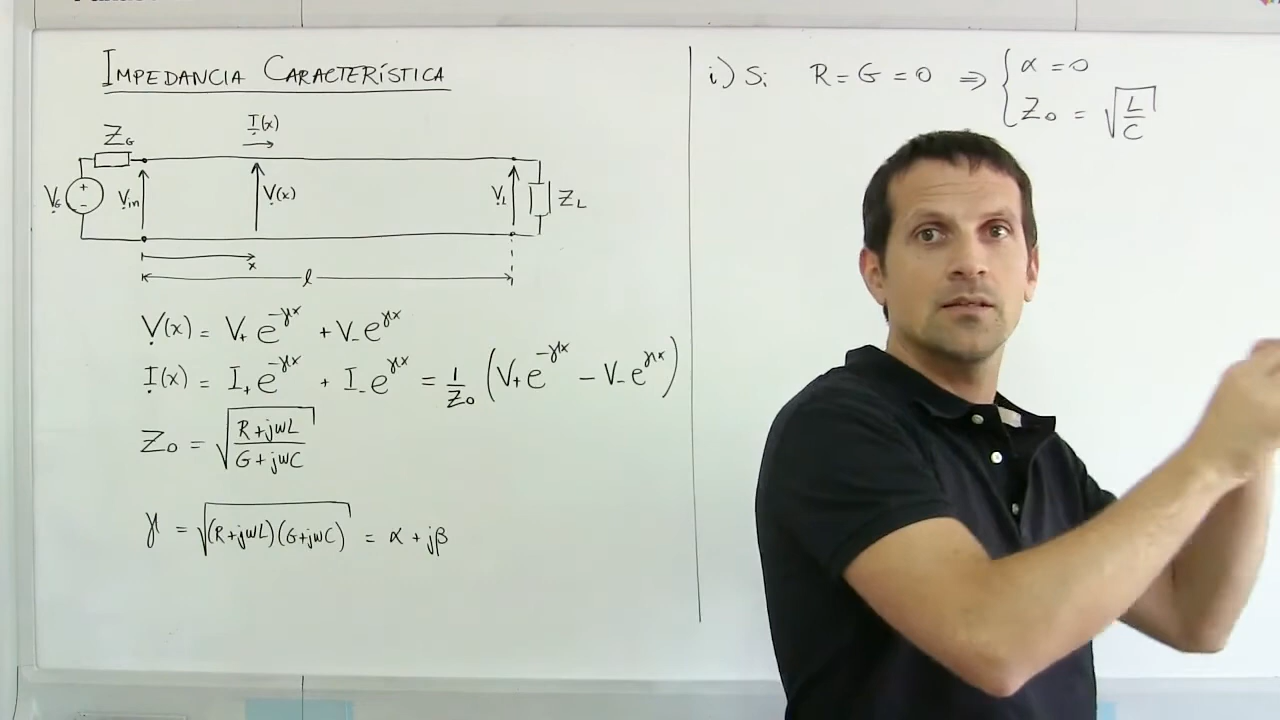 IMPEDANCIA CARACTERÍSTICA
I(x)
Z_G
V_G
+
-
V_in
V(x)
V_L
Z_L
x
l
V(x) = V₊ e^{-γx} + V₋ e^{γx}
I(x) = I₊ e^{-γx} + I₋ e^{γx} = 1/Z₀ (V₊ e^{-γx} - V₋ e^{γx})
Z₀ = √((R+jωL)/(G+jωC))
γ = √((R+jωL)(G+jωC)) = α + jβ
i) Si R = G = 0 ⇒ { α = 0
Z₀ = √(L/C)